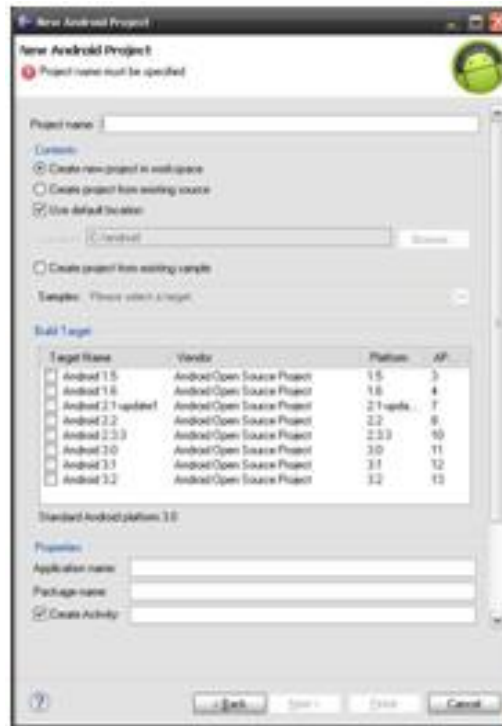 New Android Project
New Android Project
Project name must be specified
Project name:
Contents
Create new project in workspace
Create project from existing source
Use default location
C:/android
Browse...
Create project from existing sample
Samples: Please select a target.
Build Target
Target Name Vendor Platform AP.
Android 1.5 Android Open Source Project 1.5 3
Android 1.6 Android Open Source Project 1.6 4
Android 2.1-update1 Android Open Source Project 2.1-upda... 7
Android 2.2 Android Open Source Project 2.2 8
Android 2.3.3 Android Open Source Project 2.3.3 10
Android 3.0 Android Open Source Project 3.0 11
Android 3.1 Android Open Source Project 3.1 12
Android 3.2 Android Open Source Project 3.2 13
Standard Android platform 3.0
Properties
Application name:
Package name:
Create Activity:
? < Back Next > Finish Cancel